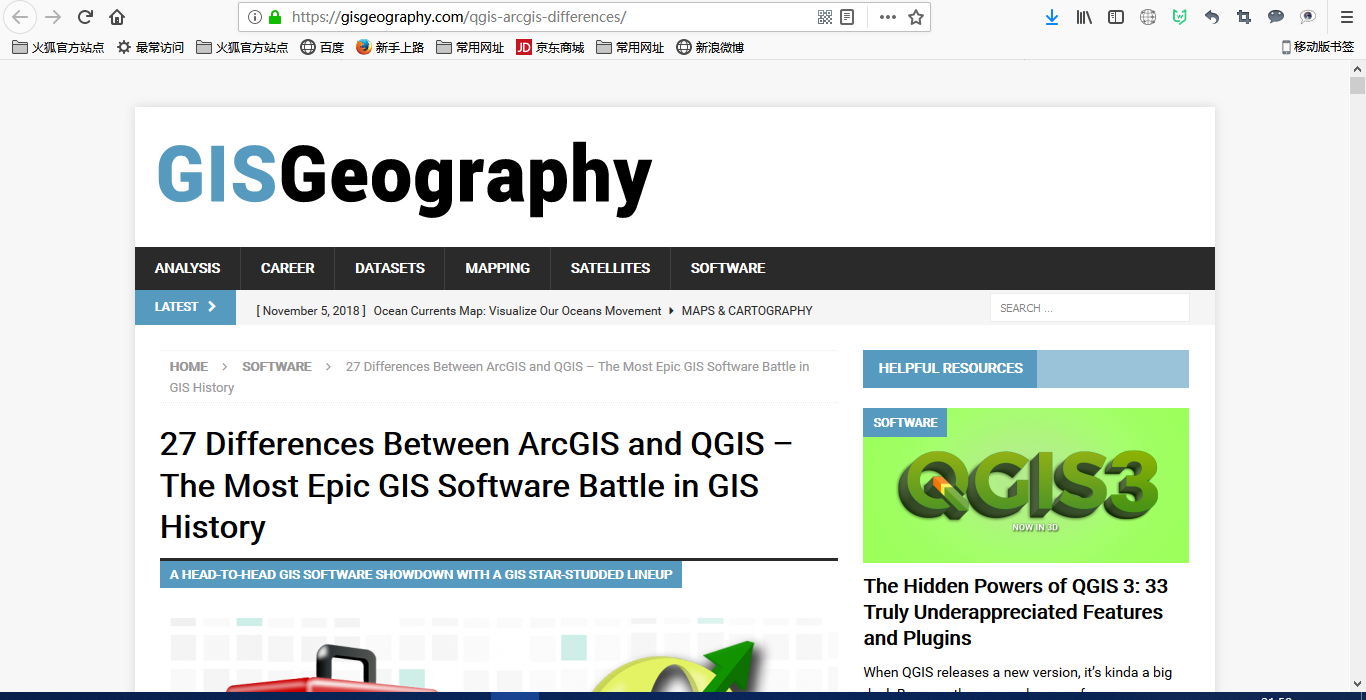 https://gisgeography.com/qgis-arcgis-differences/
火狐官方站点 最常访问 火狐官方站点 百度 新手上路 常用网址 JD 京东商城 常用网址 新浪微博 移动版书签
GISGeography
ANALYSIS CAREER DATASETS MAPPING SATELLITES SOFTWARE
LATEST [ November 5, 2018 ] Ocean Currents Map: Visualize Our Oceans Movement MAPS & CARTOGRAPHY SEARCH ...
HOME > SOFTWARE > 27 Differences Between ArcGIS and QGIS – The Most Epic GIS Software Battle in
GIS History
27 Differences Between ArcGIS and QGIS –
The Most Epic GIS Software Battle in GIS
History
A HEAD-TO-HEAD GIS SOFTWARE SHOWDOWN WITH A GIS STAR-STUDDED LINEUP
HELPFUL RESOURCES
SOFTWARE
QGIS3
NOW IN 3D
The Hidden Powers of QGIS 3: 33
Truly Underappreciated Features
and Plugins
When QGIS releases a new version, it's kinda a big